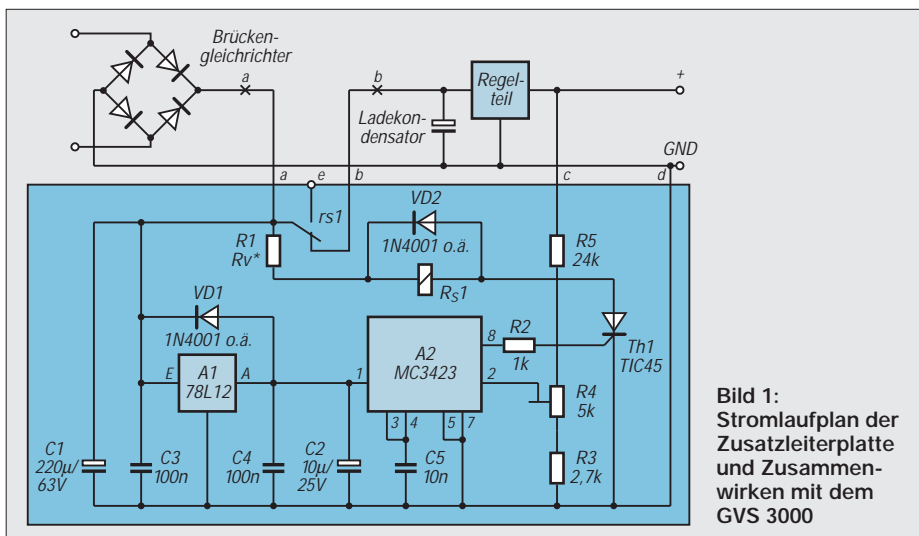 Brücken-
gleichrichter
a
b
Regel-
teil
+
Ladekon-
densator
GND
a
e
b
c
d
rs1
VD2
R1
Rv*
1N4001 o.ä.
R5
24k
RS1
VD1
1N4001 o.ä.
8
R2
1k
Th1
TIC45
A2
MC3423
E
A1
78L12
A
1
2
R4
5k
3
4
5
7
C1
220µ/
63V
C3
100n
C4
100n
C2
10µ/
25V
C5
10n
R3
2,7k
Bild 1:
Stromlaufplan der
Zusatzleiterplatte
und Zusammen-
wirken mit dem
GVS 3000